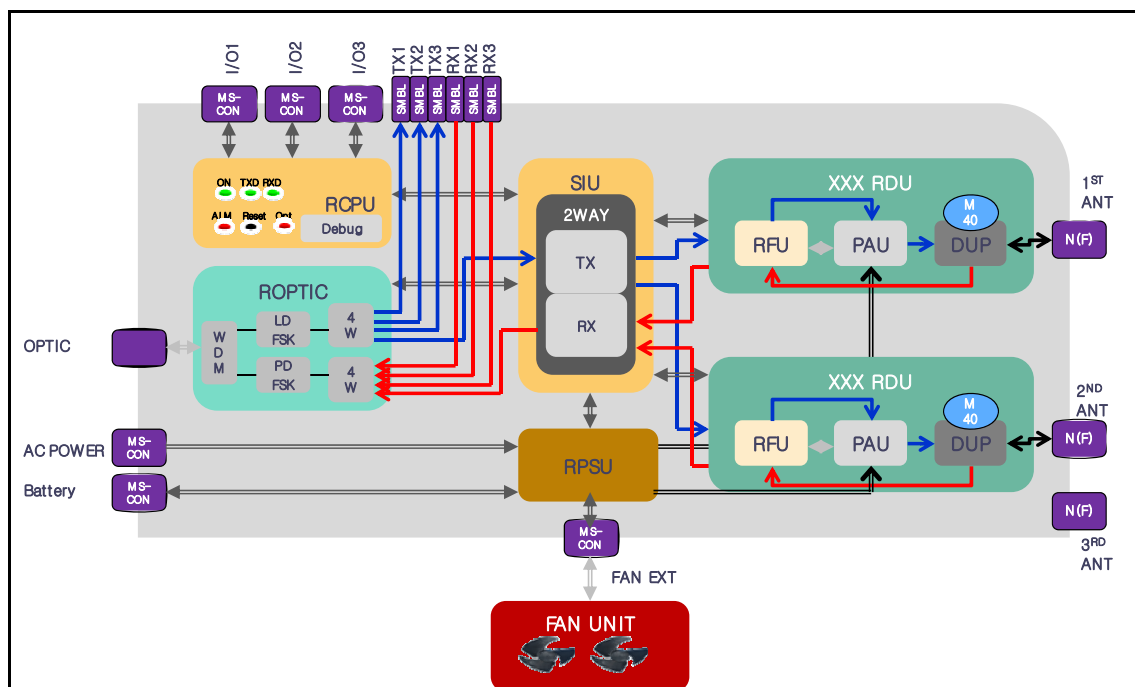 I/O1
I/O2
I/O3
TX1
TX2
TX3
RX1
RX2
RX3
MS-
CON
MS-
CON
MS-
CON
SMBL
SMBL
SMBL
SMBL
SMBL
SMBL
ON
TXD
RXD
ALM
Reset
Opt
RCPU
Debug
SIU
2WAY
TX
RX
XXX RDU
M
40
RFU
PAU
DUP
1ST
ANT
N(F)
ROPTIC
W
D
M
LD
FSK
4
W
PD
FSK
4
W
OPTIC
XXX RDU
M
40
RFU
PAU
DUP
2ND
ANT
N(F)
AC POWER
MS-
CON
Battery
MS-
CON
RPSU
N(F)
3RD
ANT
MS-
CON
FAN EXT
FAN UNIT